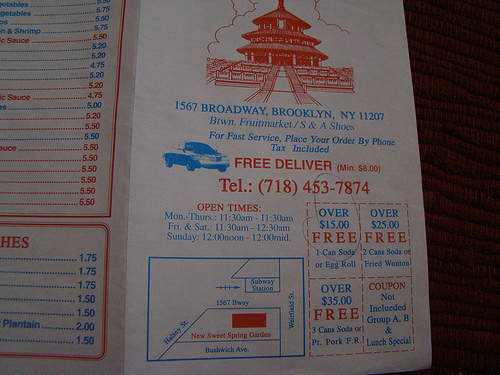 5.50
getables 5.75
5.50
n & Shrimp 5.75
ic Sauce 5.50
5.20
5.20
4.75
5.20
5.20
ic Sauce 4.75
es 5.00
5.20
5.50
5.50
auce 5.50
5.50
5.50
5.50
5.50
HES
1.75
1.75
1.75
1.50
1.50
Plantain 2.00
1.50
1567 BROADWAY, BROOKLYN, NY 11207
Btwn. Fruitmarket / S & A Shoes
For Fast Service, Place Your Order By Phone
Tax Included
FREE DELIVER (Min. $8.00)
Tel.: (718) 453-7874
OPEN TIMES:
Mon.-Thurs.: 11:30am - 11:30am
Fri. & Sat.: 11:30am - 12:30am
Sunday: 12:00noon - 12:00mid.
Subway
Station
1567 Bway
Halsey St.
Weirfield St.
New Sweet Spring Garden
Bushwich Ave.
OVER
$15.00
FREE
1 Can Soda
or Egg Roll
OVER
$25.00
FREE
2 Cans Soda or
Fried Wonton
OVER
$35.00
FREE
3 Cans Soda or
Pt. Pork F.R.
COUPON
Not
Inclueded
Group A, B
&
Lunch Special